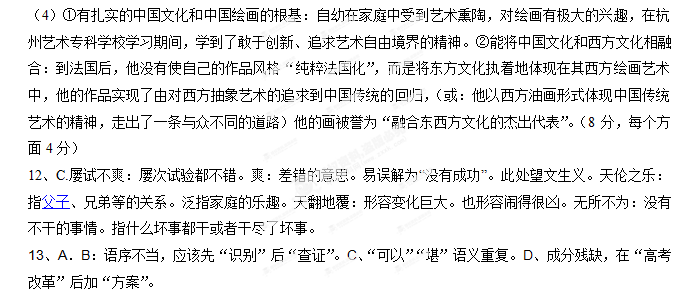 （4）①有扎实的中国文化和中国绘画的根基：自幼在家庭中受到艺术熏陶，对绘画有极大的兴趣，在杭
州艺术专科学校学习期间，学到了敢于创新、追求艺术自由境界的精神。②能将中国文化和西方文化相融
合：到法国后，他没有使自己的作品风格“纯粹法国化”，而是将东方文化执着地体现在其西方绘画艺术
中，他的作品实现了由对西方抽象艺术的追求到中国传统的回归，（或：他以西方油画形式体现中国传统
艺术的精神，走出了一条与众不同的道路）他的画被誉为“融合东西方文化的杰出代表”。（8 分，每个方
面 4 分）
12、C.屡试不爽：屡次试验都不错。爽：差错的意思。易误解为“没有成功”。此处望文生义。天伦之乐：
指父子、兄弟等的关系。泛指家庭的乐趣。天翻地覆：形容变化巨大。也形容闹得很凶。无所不为：没有
不干的事情。指什么坏事都干或者干尽了坏事。
13、A．B：语序不当，应该先“识别”后“查证”。C、“可以”“堪”语义重复。D、成分残缺，在“高考
改革”后加“方案”。